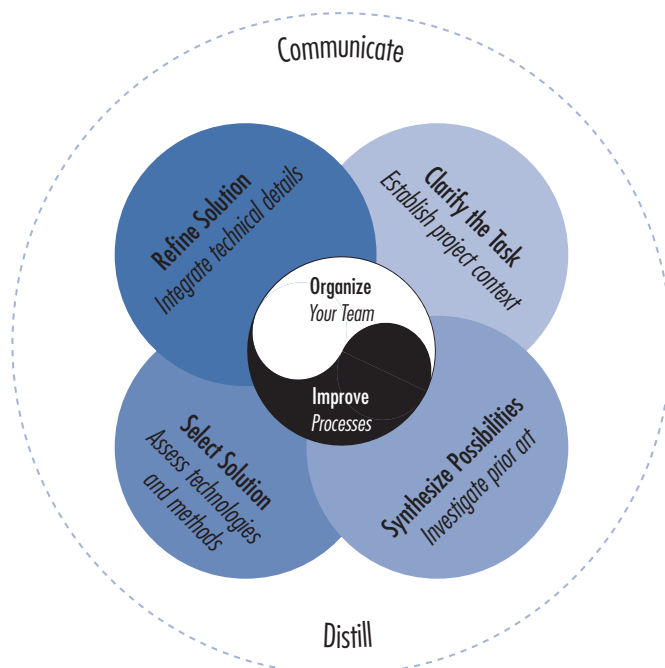 Communicate
Refine Solution
Integrate technical details
Clarify the Task
Establish project context
Organize
Your Team
Improve
Processes
Select Solution
Assess technologies
and methods
Synthesize Possibilities
Investigate prior art
Distill